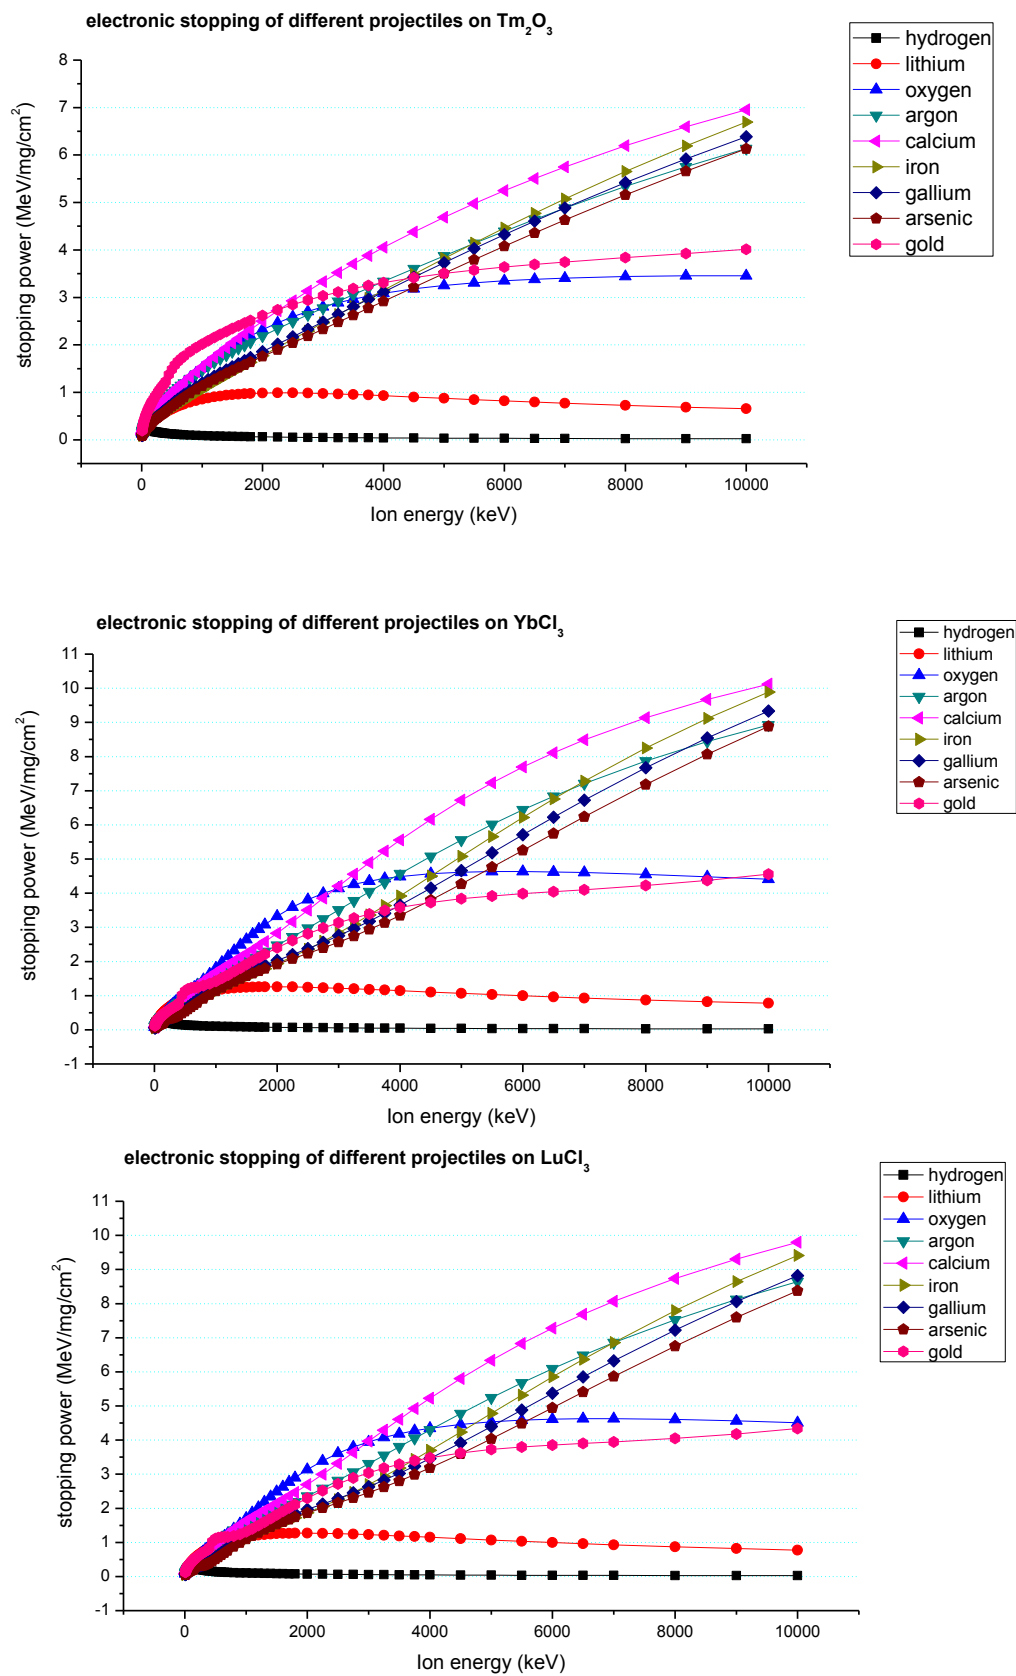 electronic stopping of different projectiles on Tm₂O₃
hydrogen
lithium
oxygen
argon
calcium
iron
gallium
arsenic
gold
8
7
6
5
4
3
2
1
0
stopping power (MeV/mg/cm²)
0 2000 4000 6000 8000 10000
Ion energy (keV)
electronic stopping of different projectiles on YbCl₃
hydrogen
lithium
oxygen
argon
calcium
iron
gallium
arsenic
gold
11
10
9
8
7
6
5
4
3
2
1
0
-1
stopping power (MeV/mg/cm²)
0 2000 4000 6000 8000 10000
Ion energy (keV)
electronic stopping of different projectiles on LuCl₃
hydrogen
lithium
oxygen
argon
calcium
iron
gallium
arsenic
gold
11
10
9
8
7
6
5
4
3
2
1
0
-1
stopping power (MeV/mg/cm²)
0 2000 4000 6000 8000 10000
Ion energy (keV)